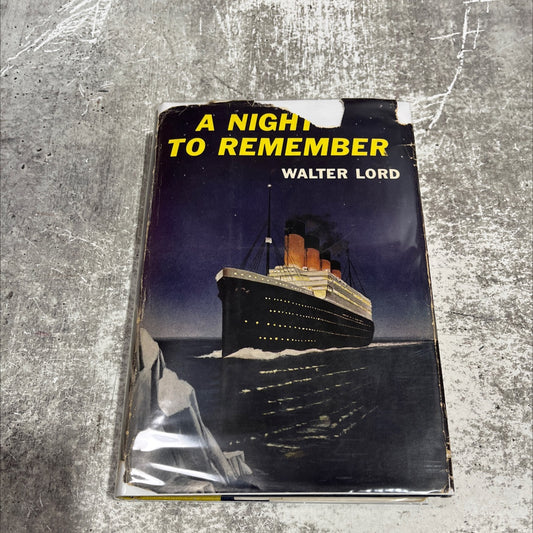 A NIGHT
TO REMEMBER
WALTER LORD